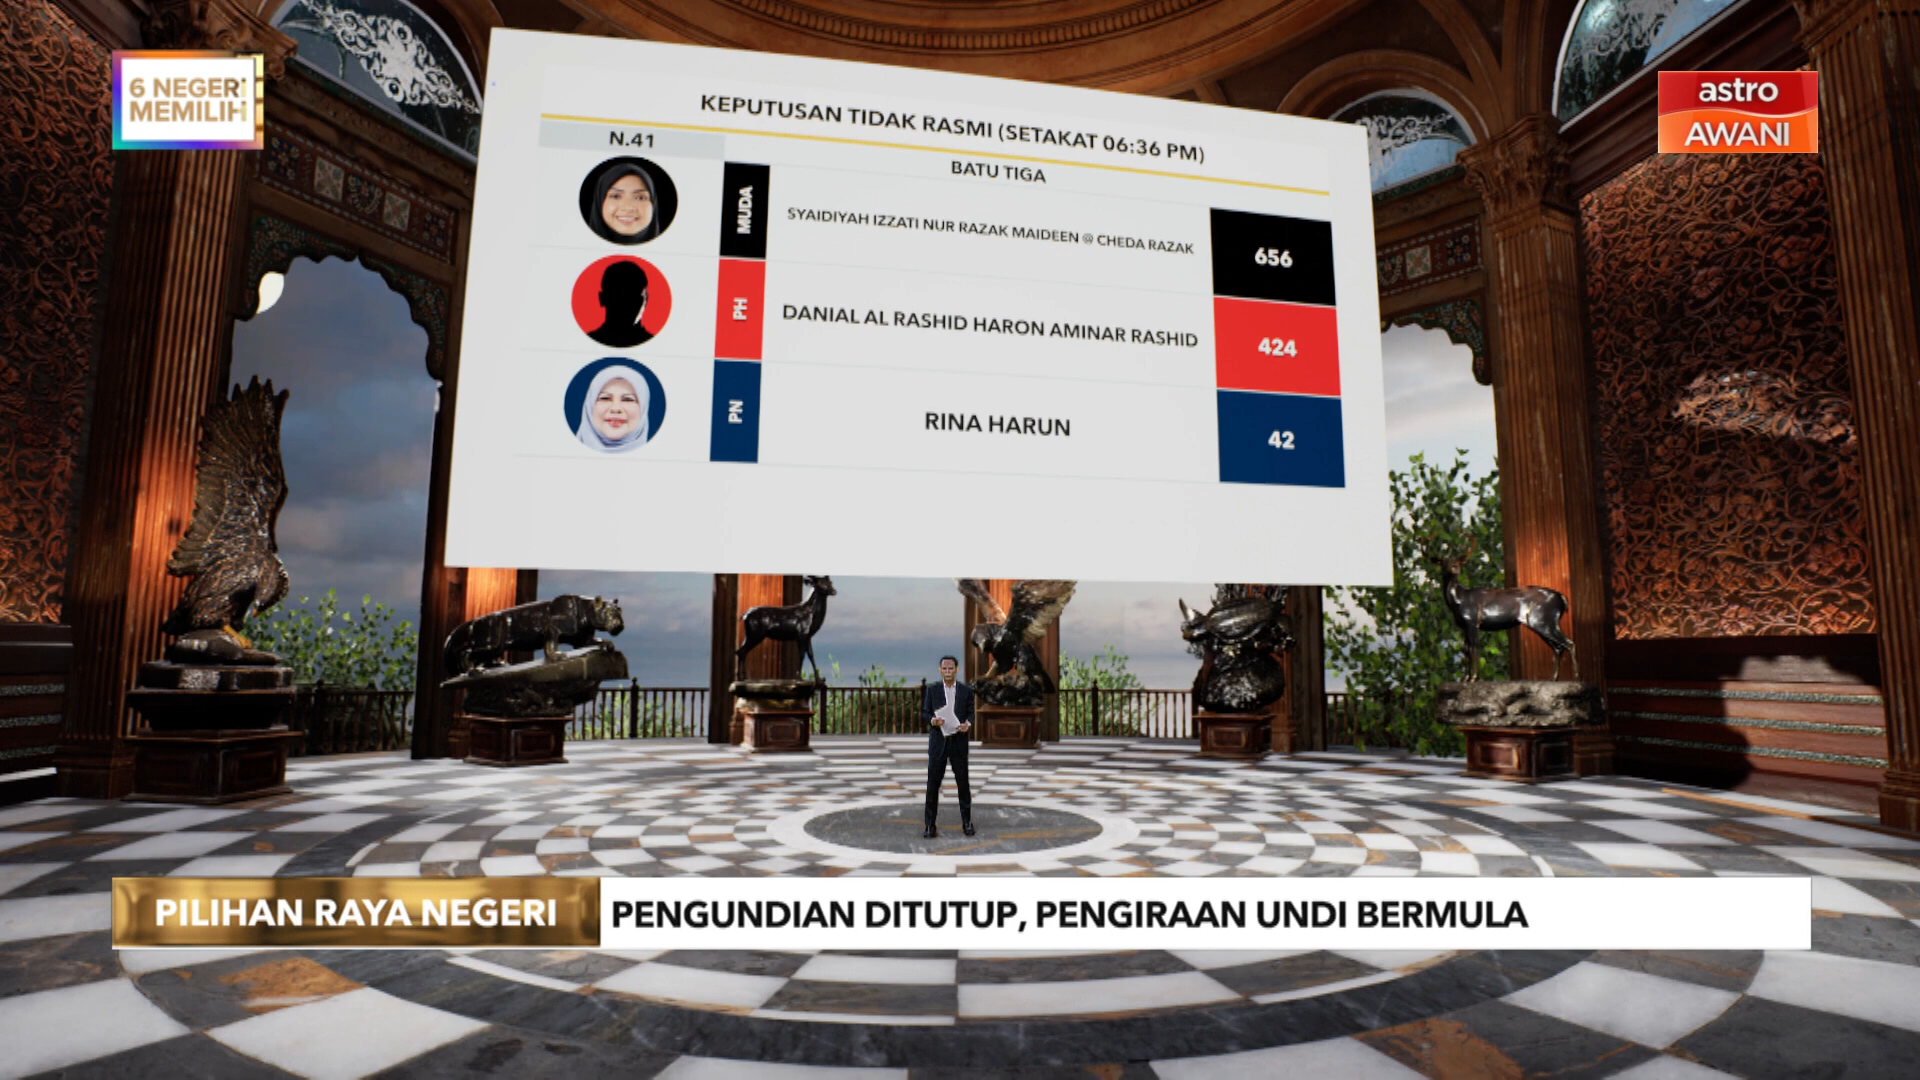 6 NEGERI
MEMILIH
astro
AWANI
KEPUTUSAN TIDAK RASMI (SETAKAT 06:36 PM)
N.41
BATU TIGA
MUDA
SYAIDIYAH IZZATI NUR RAZAK MAIDEEN @ CHEDA RAZAK
656
PH
DANIAL AL RASHID HARON AMINAR RASHID
424
PN
RINA HARUN
42
PILIHAN RAYA NEGERI
PENGUNDIAN DITUTUP, PENGIRAAN UNDI BERMULA